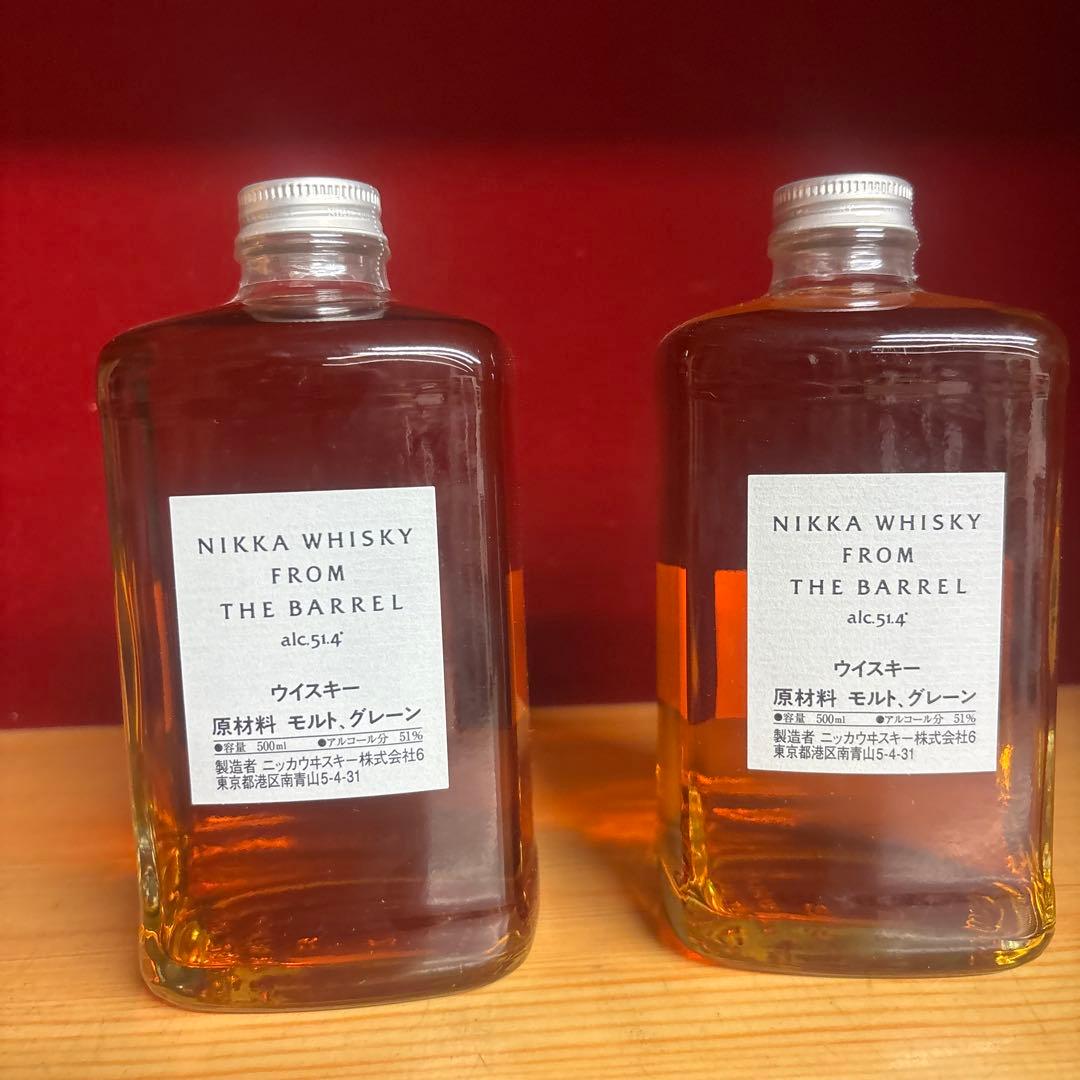 NIKKA WHISKY
FROM
THE BARREL
alc.51.4°
ウイスキー
原材料 モルト、グレーン
●容量 500ml ●アルコール分 51%
製造者 ニッカウヰスキー株式会社6
東京都港区南青山5-4-31
NIKKA WHISKY
FROM
THE BARREL
alc.51.4°
ウイスキー
原材料 モルト、グレーン
●容量 500ml ●アルコール分 51%
製造者 ニッカウヰスキー株式会社6
東京都港区南青山5-4-31